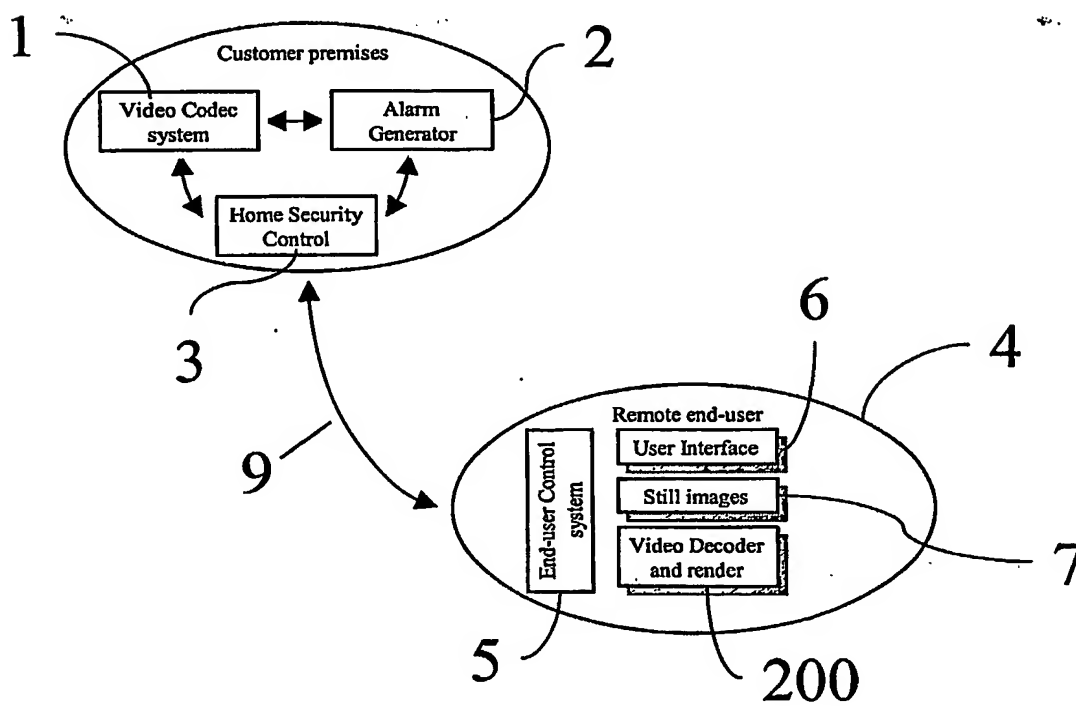 1
Customer premises
2
Video Codec
system
Alarm
Generator
Home Security
Control
3
6
4
Remote end-user
User Interface
9
End-user Control
system
Still images
Video Decoder
and render
7
5
200